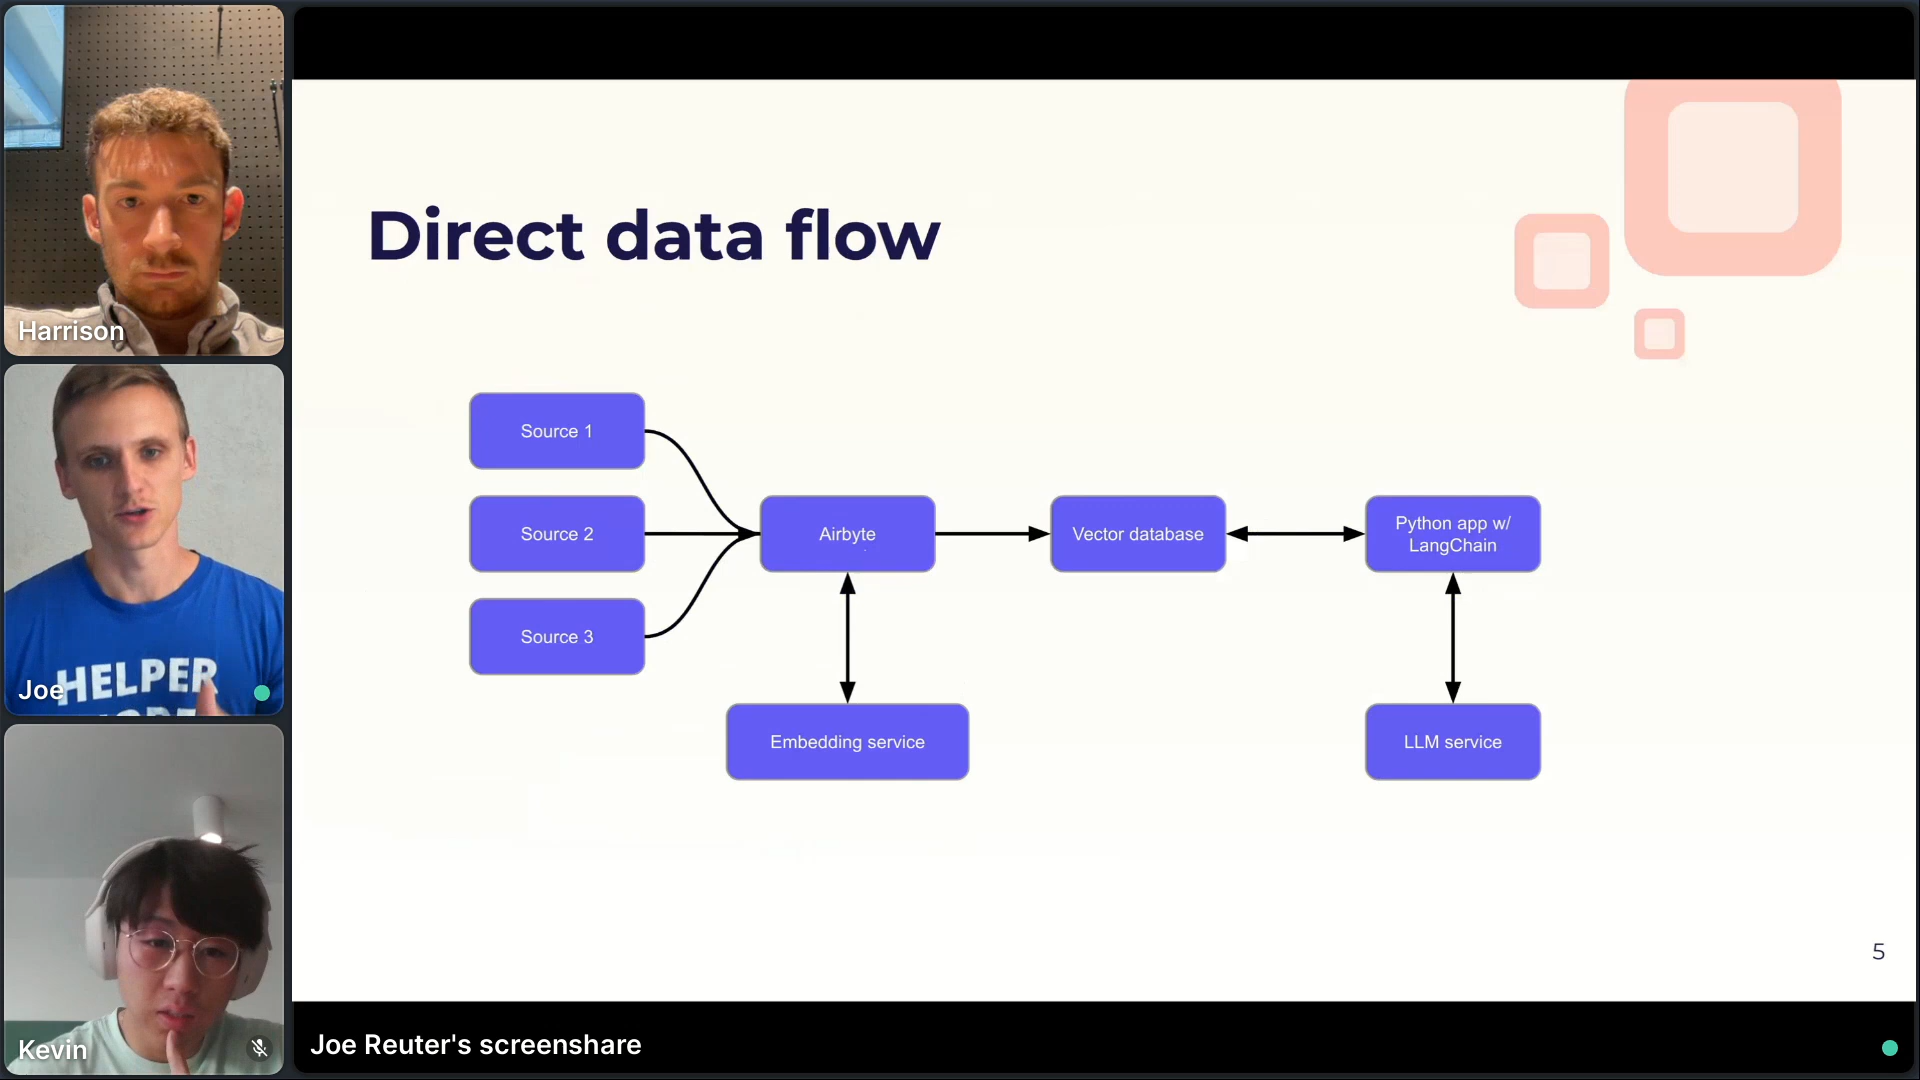 Harrison
Joe
HELPER
Kevin
Direct data flow
Source 1
Source 2
Source 3
Airbyte
Vector database
Python app w/
LangChain
Embedding service
LLM service
5
Joe Reuter's screenshare